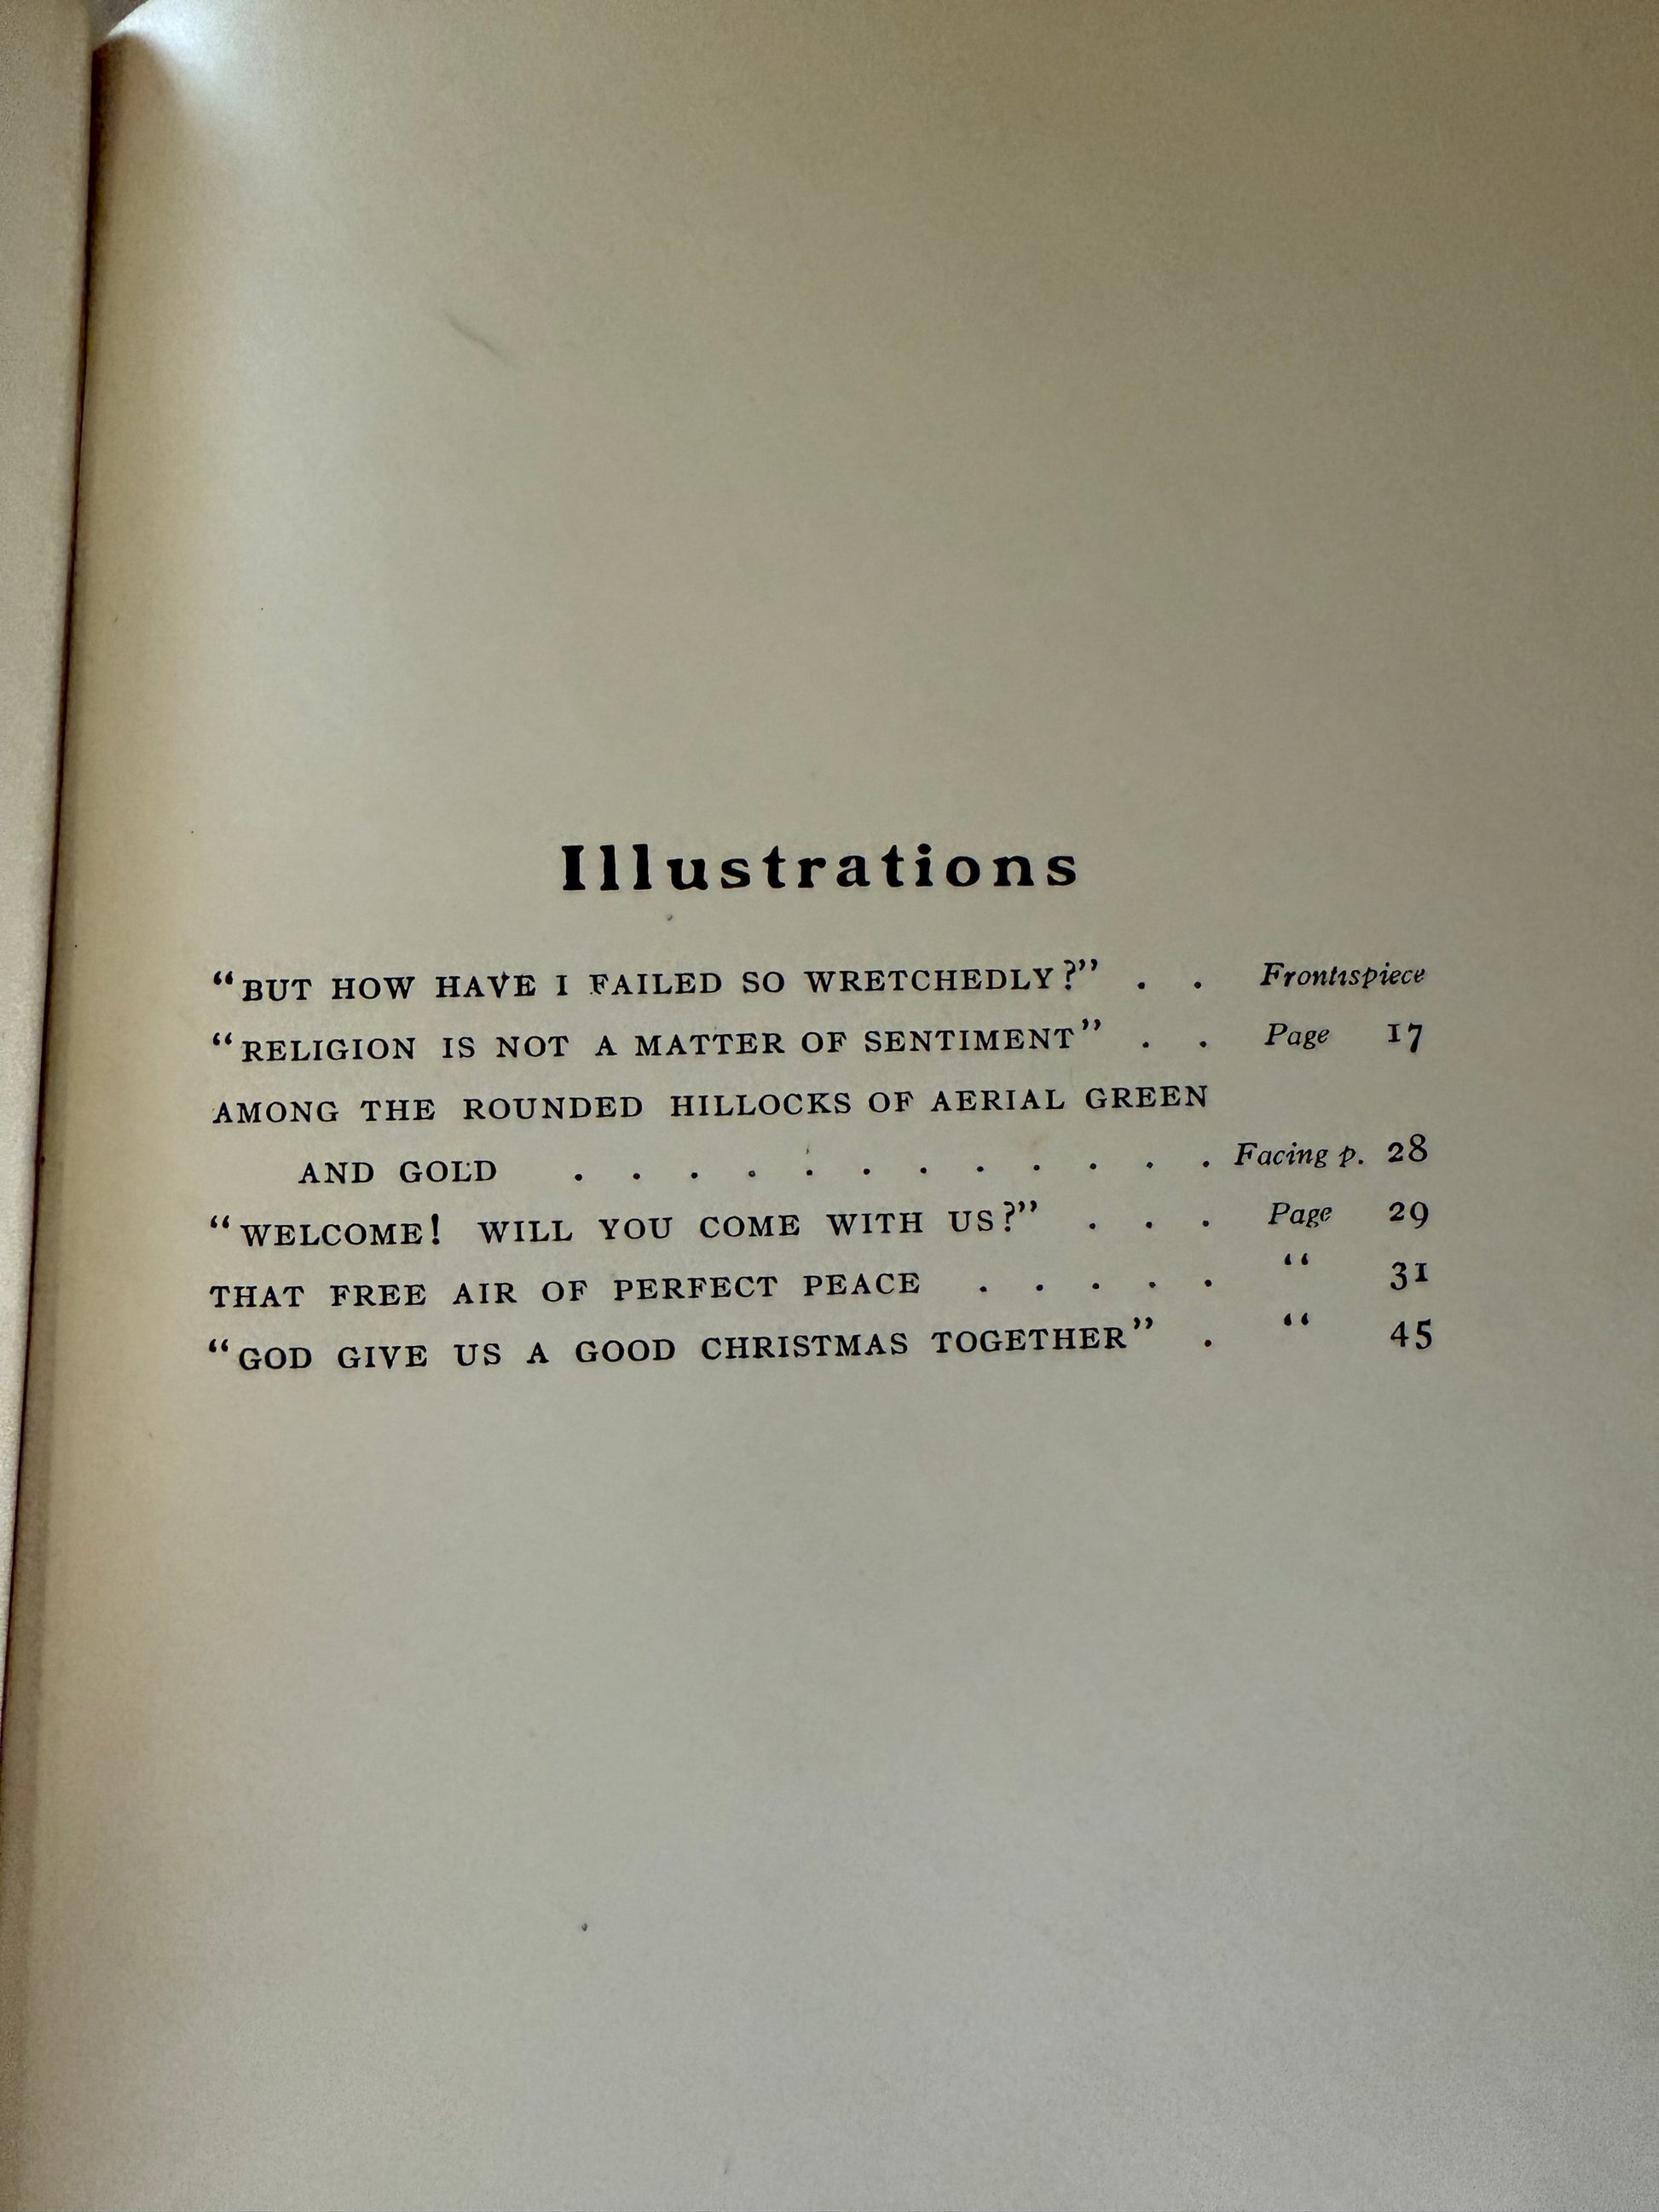 Illustrations
"BUT HOW HAVE I FAILED SO WRETCHEDLY?" . . Frontispiece
"RELIGION IS NOT A MATTER OF SENTIMENT" . . Page 17
AMONG THE ROUNDED HILLOCKS OF AERIAL GREEN
AND GOLD . . . . . . . . . . . . Facing p. 28
"WELCOME! WILL YOU COME WITH US?" . . . Page 29
THAT FREE AIR OF PERFECT PEACE . . . . . " 31
"GOD GIVE US A GOOD CHRISTMAS TOGETHER" . " 45